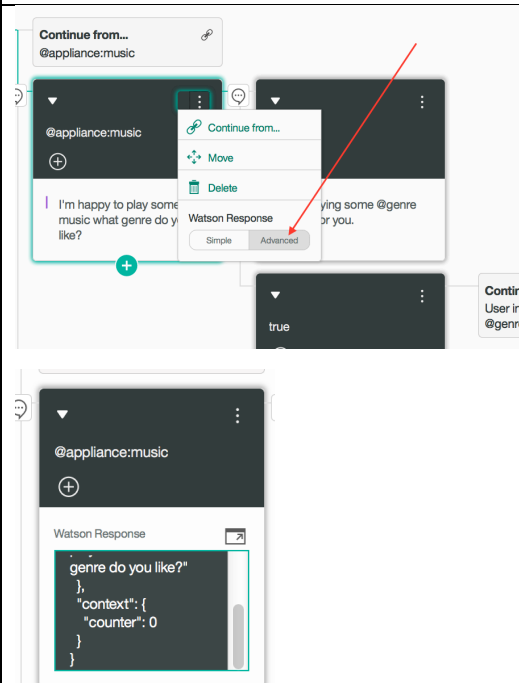 Continue from...
@appliance:music
@appliance:music
Continue from...
Move
Delete
Watson Response
Simple Advanced
I'm happy to play some
music what genre do y
like?
ying some @genre
or you.
true
Contin
User in
@genre
@appliance:music
Watson Response
genre do you like?"
},
"context": {
"counter": 0
}
}